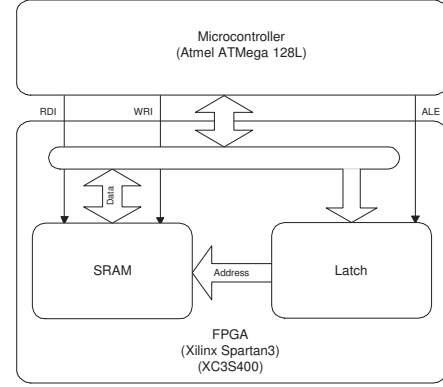 Microcontroller
(Atmel ATMega 128L)
RDI
WRI
ALE
Data
SRAM
Address
Latch
FPGA
(Xilinx Spartan3)
(XC3S400)